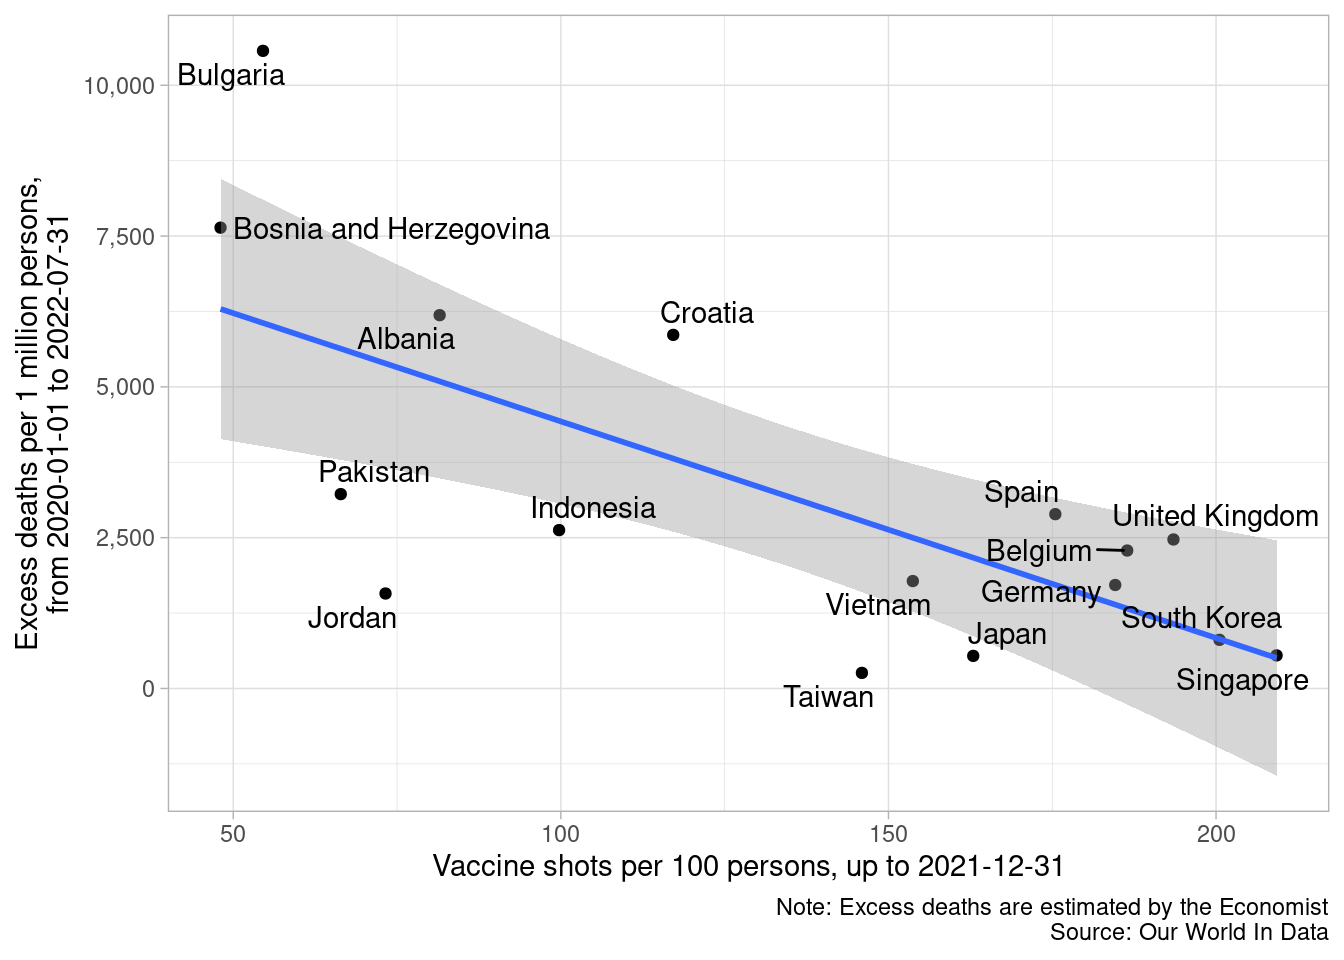 Bulgaria
10,000
Bosnia and Herzegovina
7,500
Croatia
Albania
5,000
Pakistan
Spain
Indonesia
United Kingdom
2,500
Belgium
Germany
Vietnam
Jordan
South Korea
Japan
Singapore
0
Taiwan
Excess deaths per 1 million persons,
from 2020-01-01 to 2022-07-31
50
100
150
200
Vaccine shots per 100 persons, up to 2021-12-31
Note: Excess deaths are estimated by the Economist
Source: Our World In Data